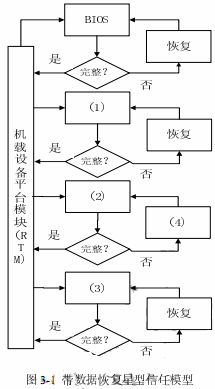 BIOS
恢复
是
完整?
否
(1)
恢复
是
完整?
否
机载设备平台模块(RTM)
(2)
(4)
是
完整?
否
(3)
恢复
是
完整?
否
图 3-1 带数据恢复星型信任模型